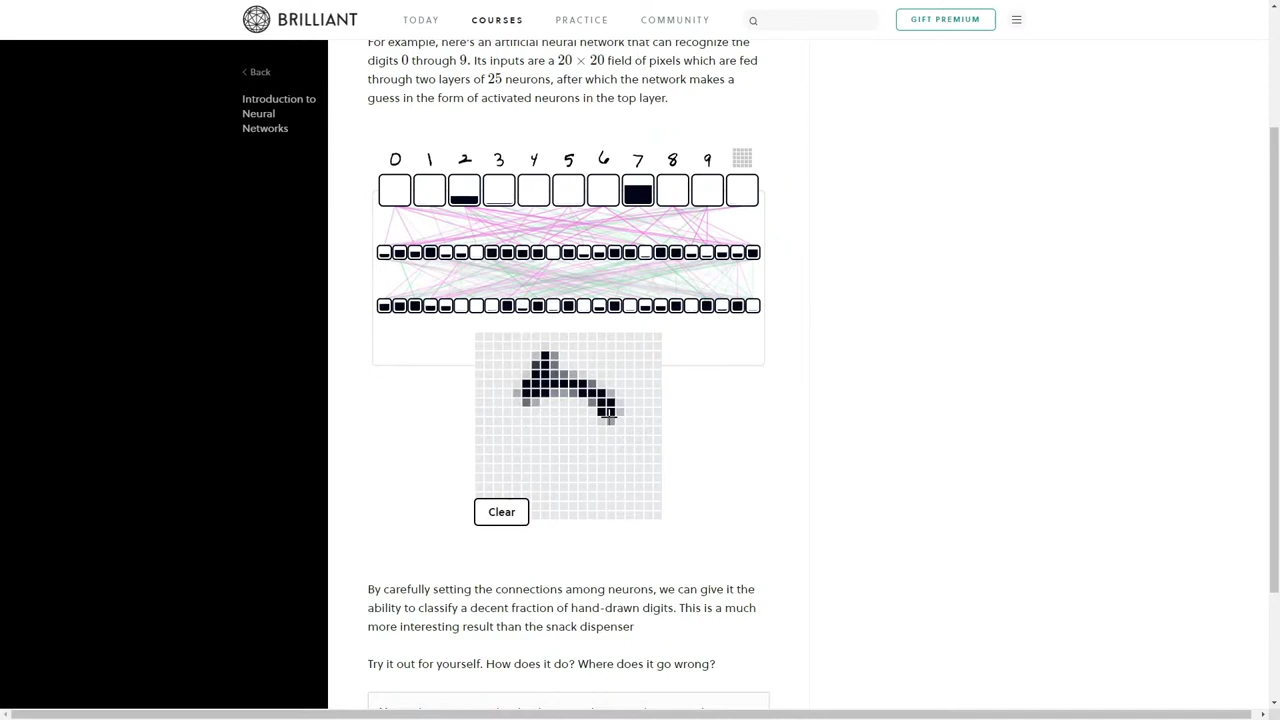 BRILLIANT
TODAY
COURSES
PRACTICE
COMMUNITY
GIFT PREMIUM
Back
Introduction to
Neural
Networks
For example, here's an artificial neural network that can recognize the
digits 0 through 9. Its inputs are a 20 × 20 field of pixels which are fed
through two layers of 25 neurons, after which the network makes a
guess in the form of activated neurons in the top layer.
0 1 2 3 4 5 6 7 8 9
Clear
By carefully setting the connections among neurons, we can give it the
ability to classify a decent fraction of hand-drawn digits. This is a much
more interesting result than the snack dispenser
Try it out for yourself. How does it do? Where does it go wrong?